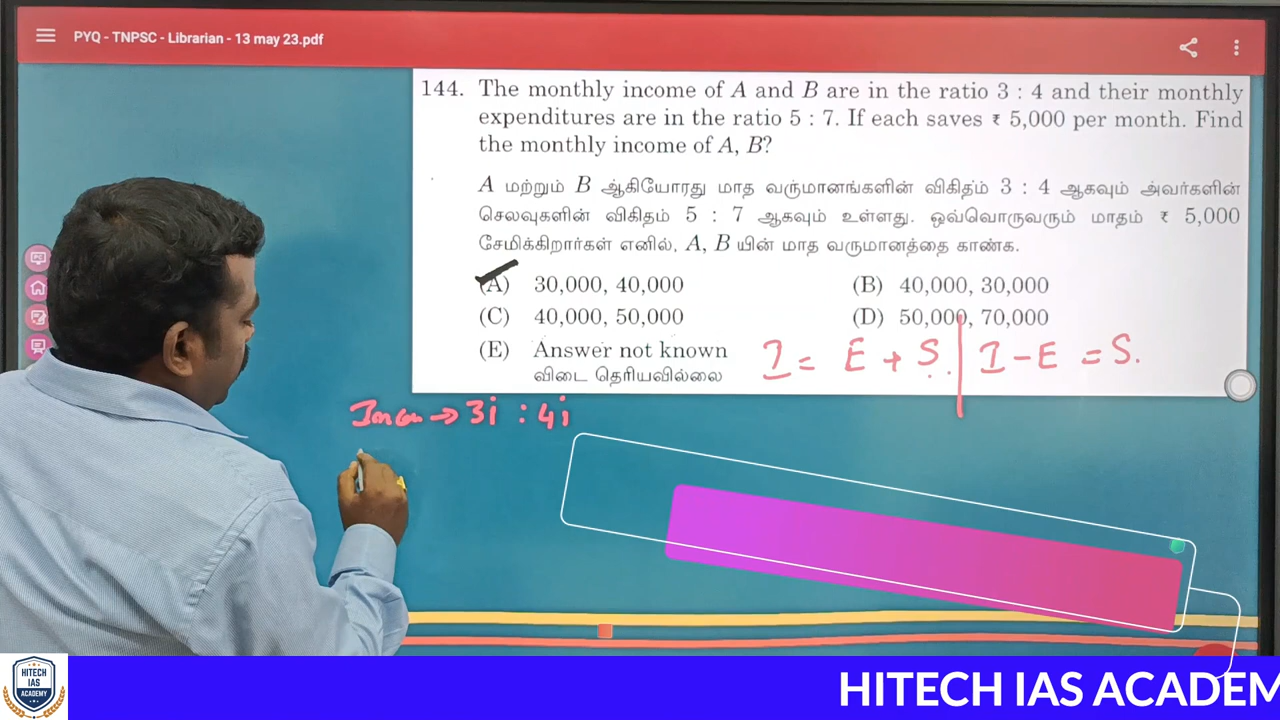 PYQ - TNPSC - Librarian - 13 may 23.pdf
144. The monthly income of A and B are in the ratio 3 : 4 and their monthly
expenditures are in the ratio 5 : 7. If each saves ₹ 5,000 per month. Find
the monthly income of A, B?
A மற்றும் B ஆகியோரது மாத வருமானங்களின் விகிதம் 3 : 4 ஆகவும் அவர்களின்
செலவுகளின் விகிதம் 5 : 7 ஆகவும் உள்ளது. ஒவ்வொருவரும் மாதம் ₹ 5,000
சேமிக்கிறார்கள் எனில், A, B யின் மாத வருமானத்தை காண்க.
(A) 30,000, 40,000 (B) 40,000, 30,000
(C) 40,000, 50,000 (D) 50,000, 70,000
(E) Answer not known
விடை தெரியவில்லை
I = E + S. | I - E = S.
→ 3i : 4i
HITECH IAS ACADEMY
HITECH IAS ACADEM